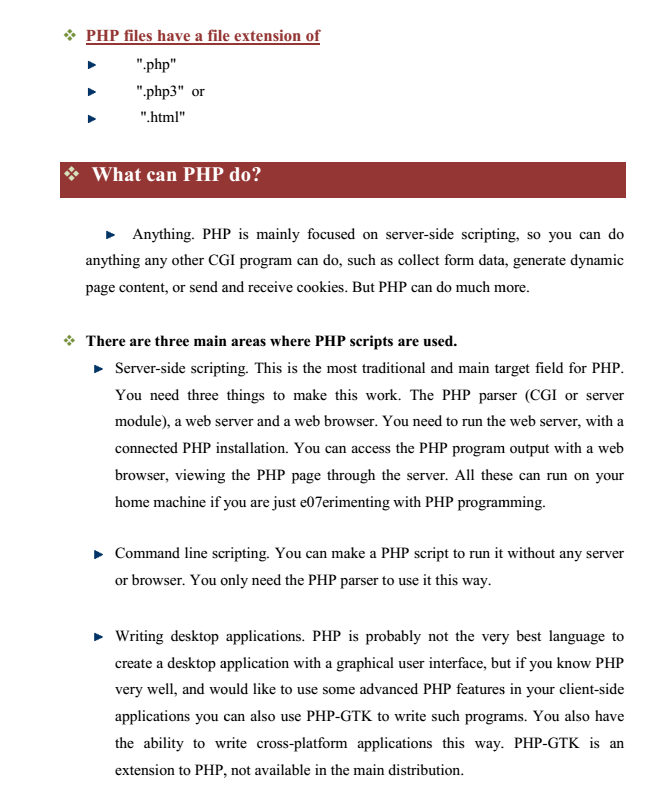 ❖ PHP files have a file extension of
► ".php"
► ".php3" or
► ".html"
❖ What can PHP do?
► Anything. PHP is mainly focused on server-side scripting, so you can do
anything any other CGI program can do, such as collect form data, generate dynamic
page content, or send and receive cookies. But PHP can do much more.
❖ There are three main areas where PHP scripts are used.
► Server-side scripting. This is the most traditional and main target field for PHP.
You need three things to make this work. The PHP parser (CGI or server
module), a web server and a web browser. You need to run the web server, with a
connected PHP installation. You can access the PHP program output with a web
browser, viewing the PHP page through the server. All these can run on your
home machine if you are just e07erimenting with PHP programming.
► Command line scripting. You can make a PHP script to run it without any server
or browser. You only need the PHP parser to use it this way.
► Writing desktop applications. PHP is probably not the very best language to
create a desktop application with a graphical user interface, but if you know PHP
very well, and would like to use some advanced PHP features in your client-side
applications you can also use PHP-GTK to write such programs. You also have
the ability to write cross-platform applications this way. PHP-GTK is an
extension to PHP, not available in the main distribution.